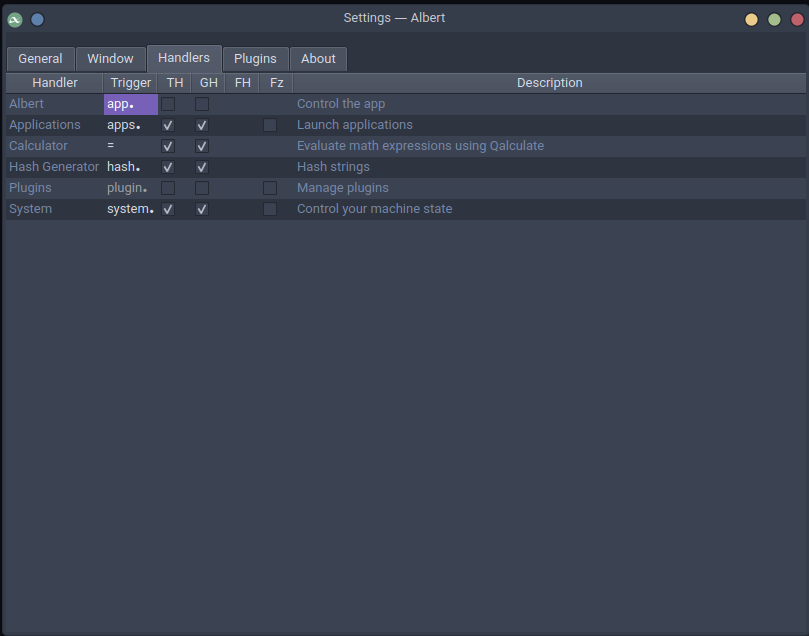 Settings — Albert
General Window Handlers Plugins About
Handler Trigger TH GH FH Fz Description
Albert app• Control the app
Applications apps• Launch applications
Calculator = Evaluate math expressions using Qalculate
Hash Generator hash• Hash strings
Plugins plugin• Manage plugins
System system• Control your machine state